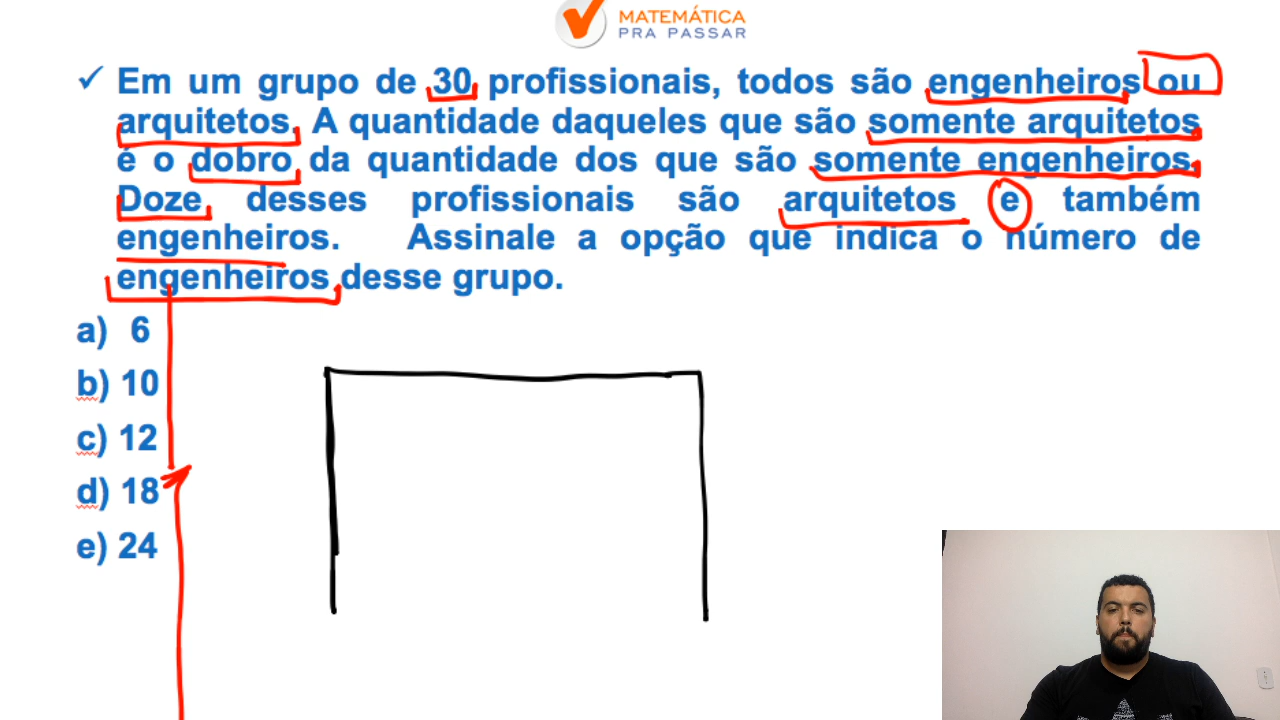 MATEMÁTICA
PRA PASSAR
Em um grupo de 30 profissionais, todos são engenheiros ou
arquitetos. A quantidade daqueles que são somente arquitetos
é o dobro da quantidade dos que são somente engenheiros.
Doze desses profissionais são arquitetos e também
engenheiros. Assinale a opção que indica o número de
engenheiros desse grupo.
a) 6
b) 10
c) 12
d) 18
e) 24